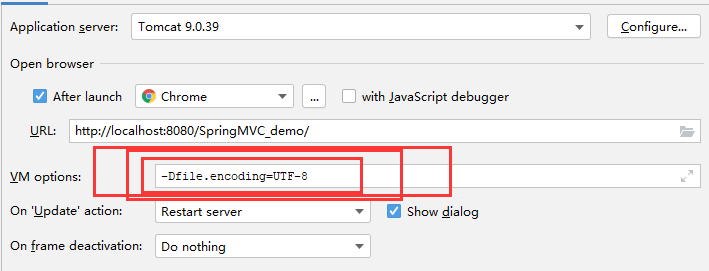 Application server: Tomcat 9.0.39 Configure...
Open browser
After launch Chrome ... with JavaScript debugger
URL: http://localhost:8080/SpringMVC_demo/
VM options: -Dfile.encoding=UTF-8
On 'Update' action: Restart server Show dialog
On frame deactivation: Do nothing